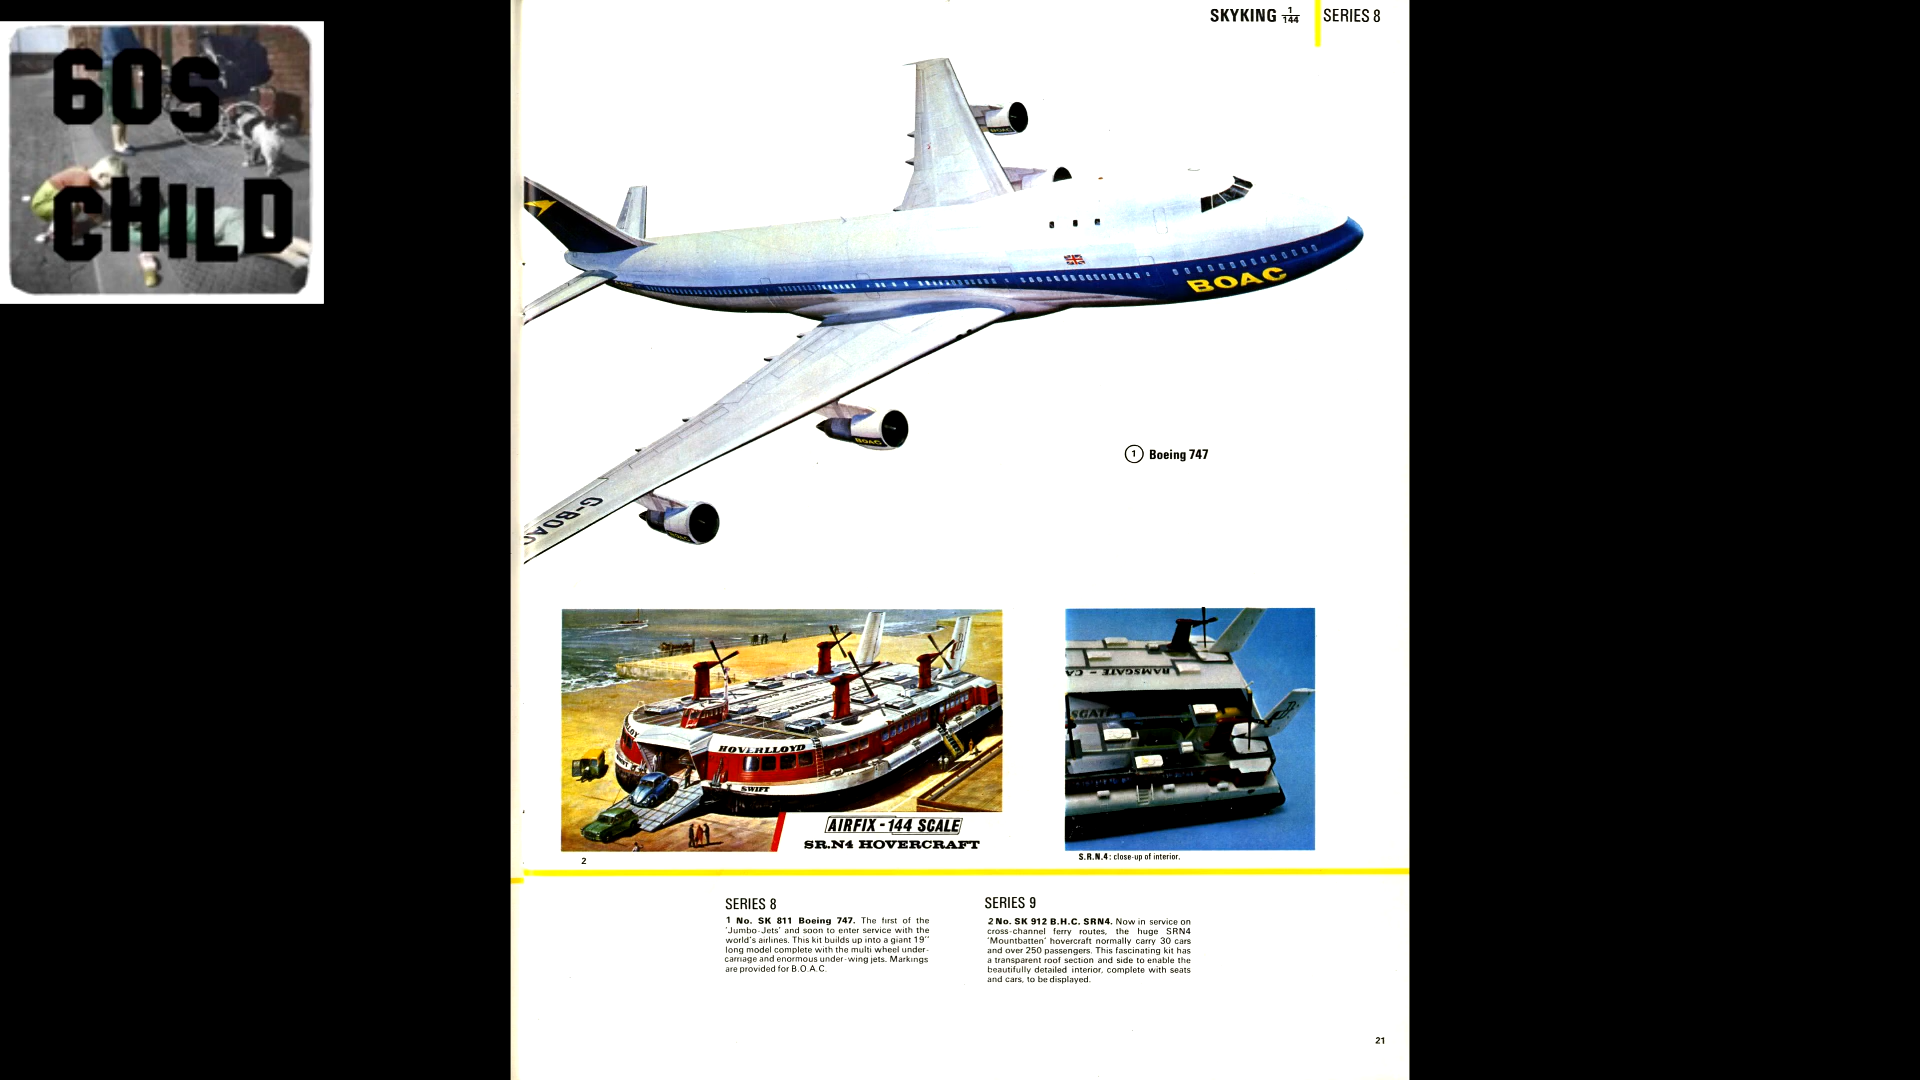 60S
CHILD
SKYKING 1/144 SERIES 8
BOAC
BOAC
BOAC
G-BOAC
1 Boeing 747
HOVERLLOYD
SWIFT
RAMSGATE - CA
SGATE
AIRFIX-144 SCALE
SR.N4 HOVERCRAFT
2
S.R.N.4: close-up of interior.
SERIES 8
1 No. SK 811 Boeing 747. The first of the
'Jumbo-Jets' and soon to enter service with the
world's airlines. This kit builds up into a giant 19"
long model complete with the multi wheel under-
carriage and enormous under-wing jets. Markings
are provided for B.O.A.C.
SERIES 9
2 No. SK 912 B.H.C. SRN4. Now in service on
cross-channel ferry routes, the huge SRN4
'Mountbatten' hovercraft normally carry 30 cars
and over 250 passengers. This fascinating kit has
a transparent roof section and side to enable the
beautifully detailed interior, complete with seats
and cars, to be displayed.
21